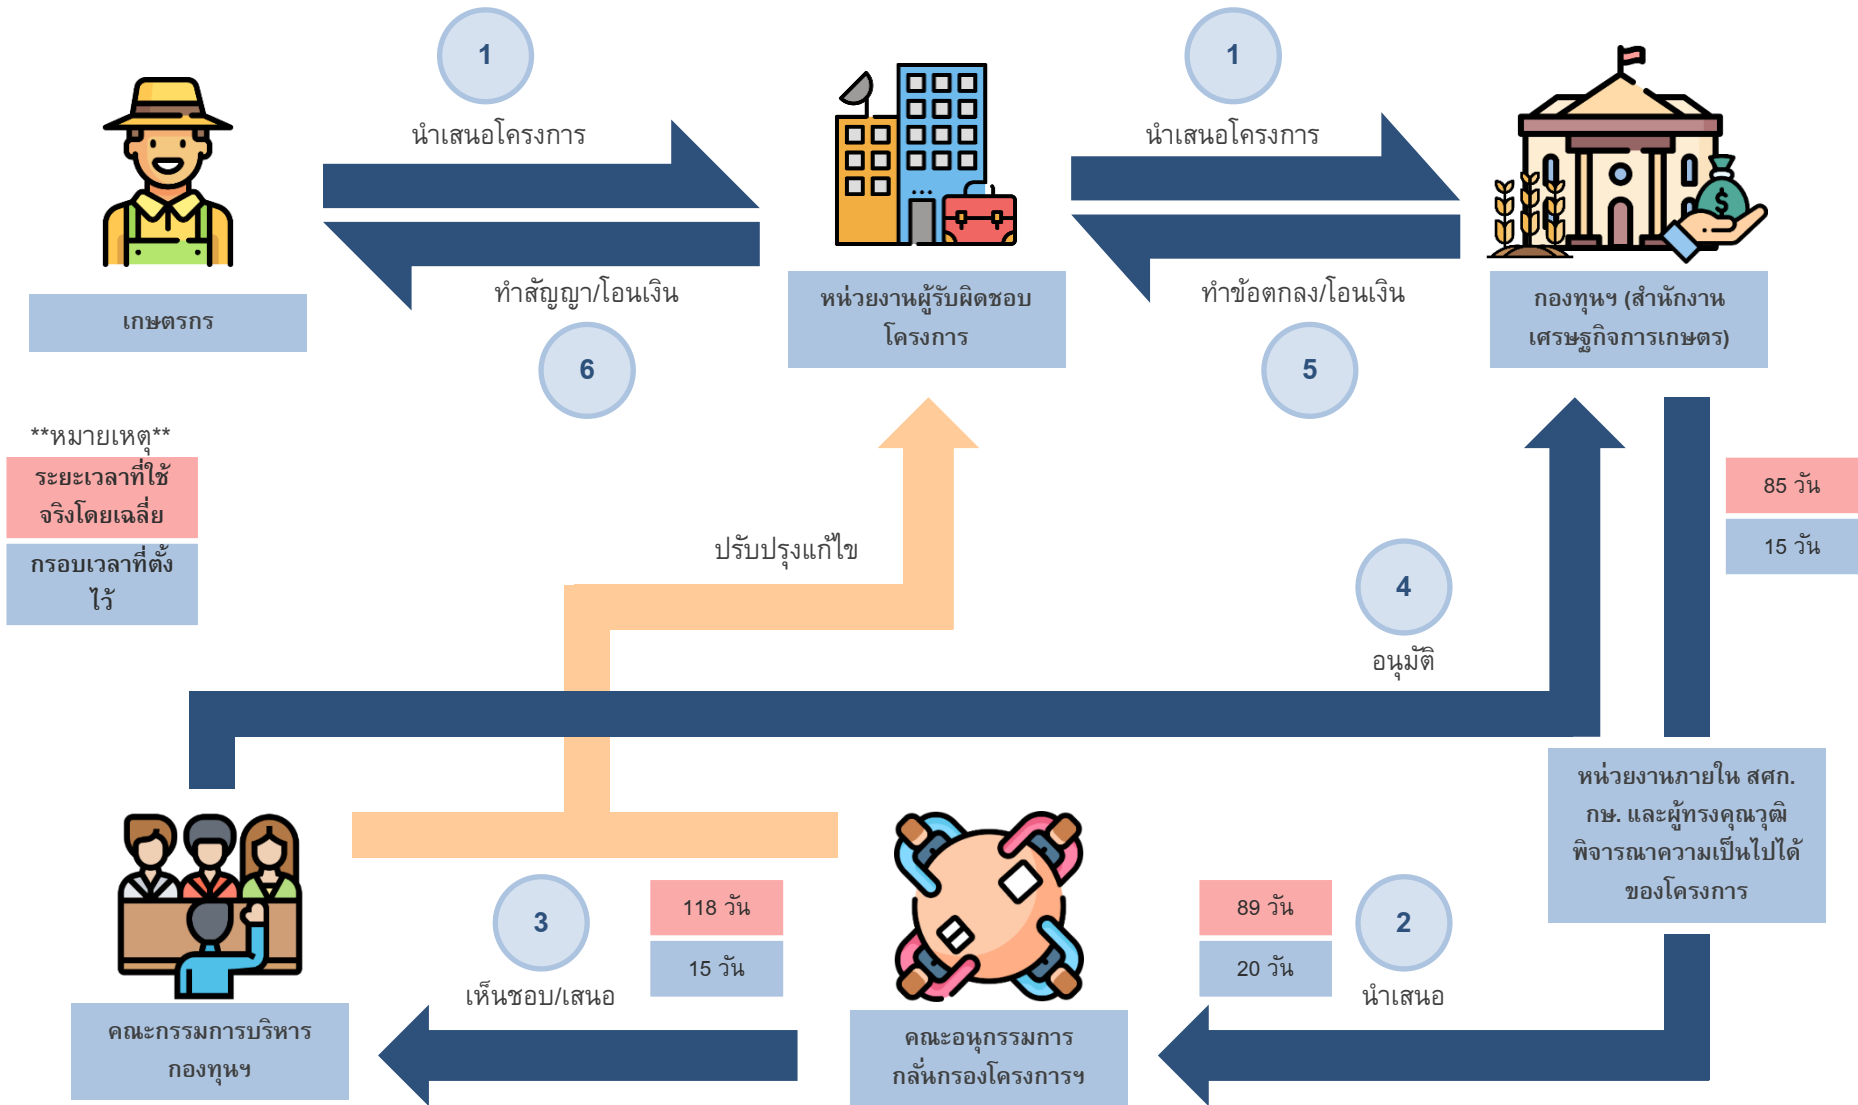 1
1
นำเสนอโครงการ
นำเสนอโครงการ
ทำสัญญา/โอนเงิน
ทำข้อตกลง/โอนเงิน
เกษตรกร
หน่วยงานผู้รับผิดชอบ
โครงการ
กองทุนฯ (สำนักงาน
เศรษฐกิจการเกษตร)
6
5
**หมายเหตุ**
ระยะเวลาที่ใช้
จริงโดยเฉลี่ย
กรอบเวลาที่ตั้ง
ไว้
85 วัน
15 วัน
ปรับปรุงแก้ไข
4
อนุมัติ
หน่วยงานภายใน สศก.
กษ. และผู้ทรงคุณวุฒิ
พิจารณาความเป็นไปได้
ของโครงการ
3
118 วัน
15 วัน
เห็นชอบ/เสนอ
89 วัน
20 วัน
2
นำเสนอ
คณะกรรมการบริหาร
กองทุนฯ
คณะอนุกรรมการ
กลั่นกรองโครงการฯ